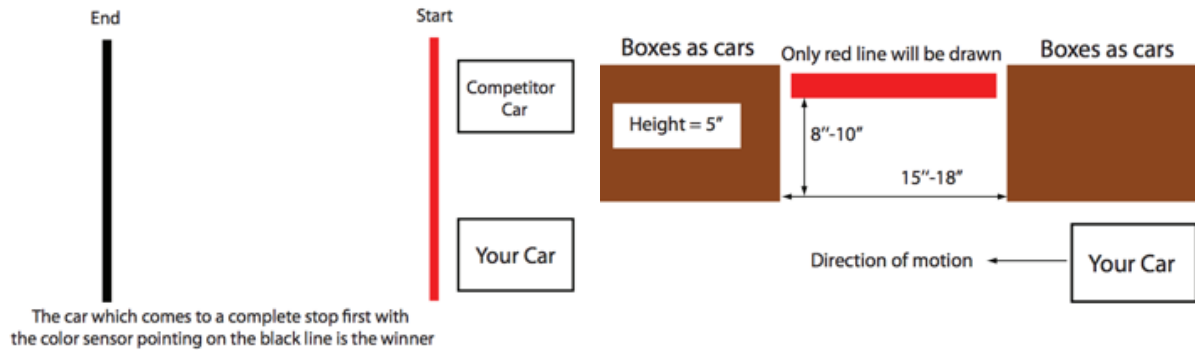 End
Start
Competitor
Car
Your Car
The car which comes to a complete stop first with
the color sensor pointing on the black line is the winner
Boxes as cars
Only red line will be drawn
Boxes as cars
Height = 5"
8"-10"
15"-18"
Direction of motion
Your Car